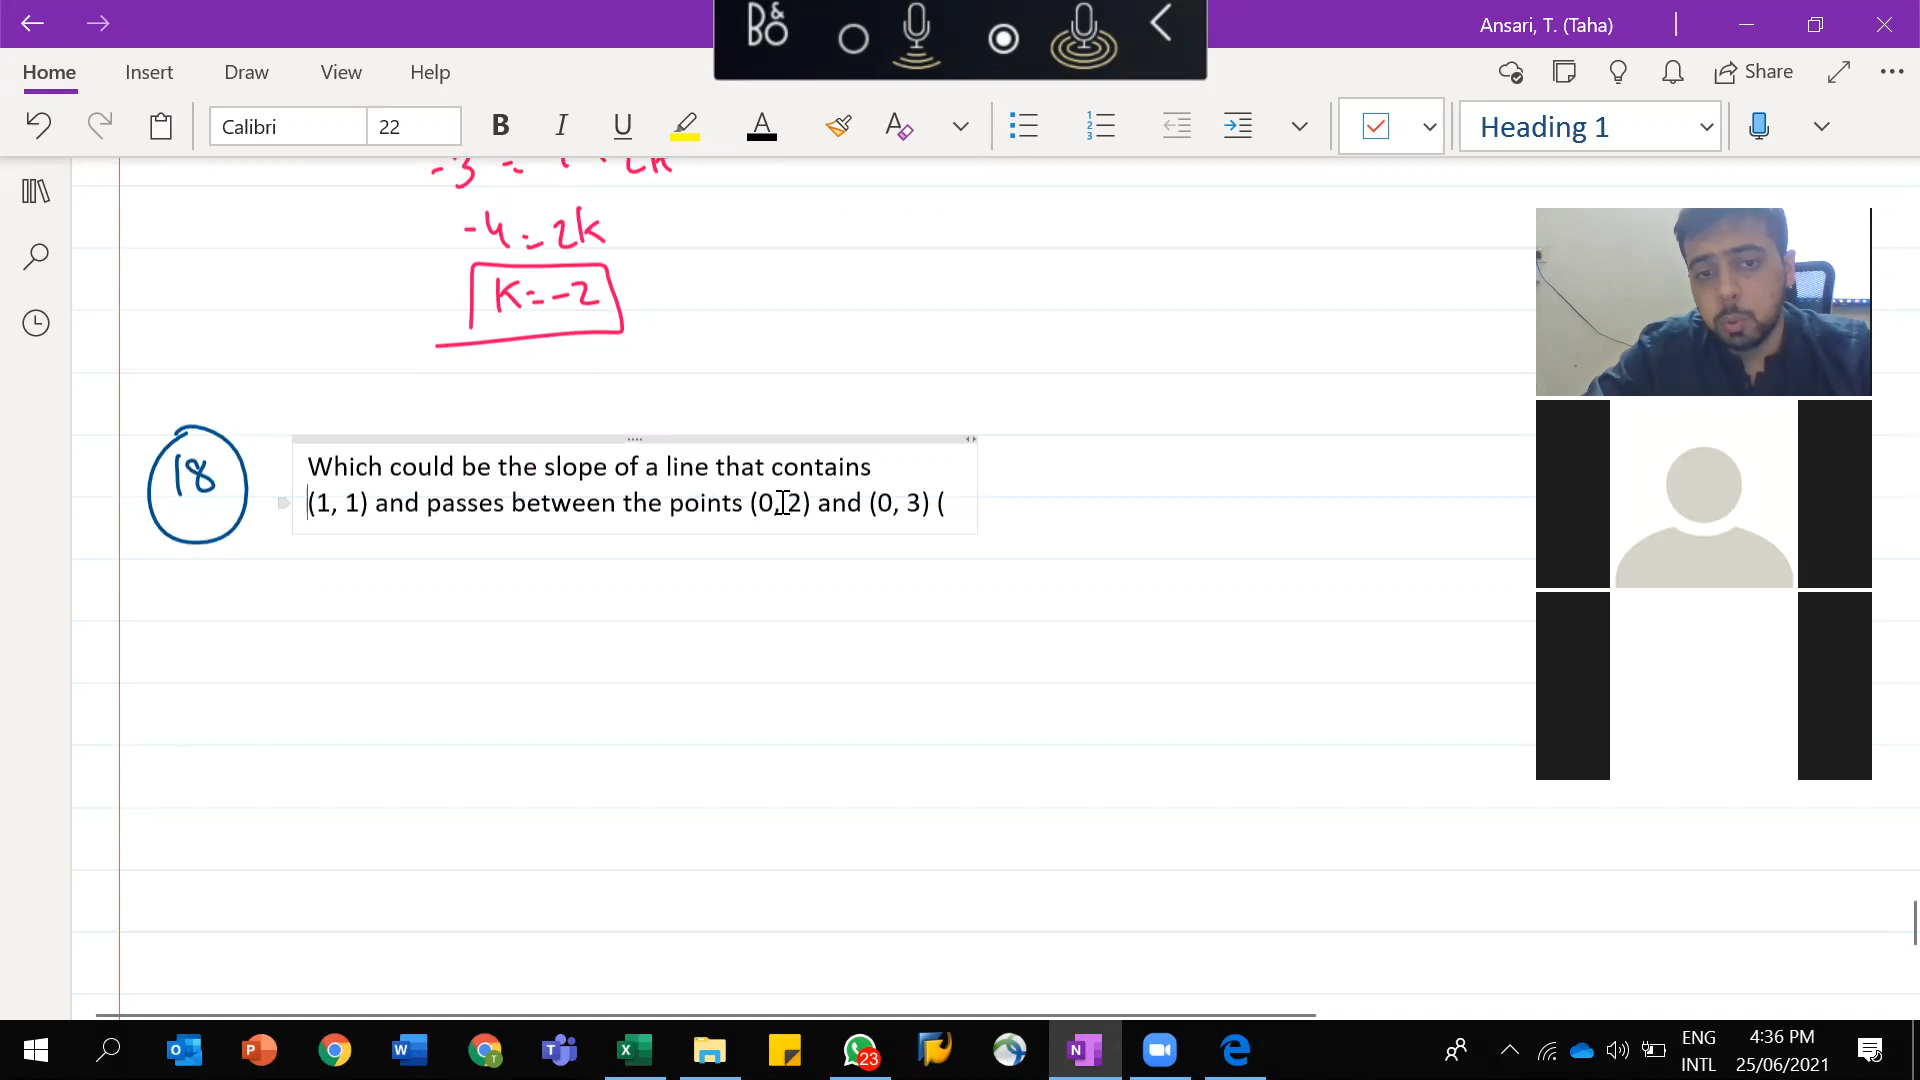 B&O
Ansari, T. (Taha)
Home Insert Draw View Help
Share
Calibri 22 B I U A A Heading 1
-4 = 2k
K = -2
18
Which could be the slope of a line that contains
(1, 1) and passes between the points (0, 2) and (0, 3) (
23
ENG 4:36 PM
INTL 25/06/2021